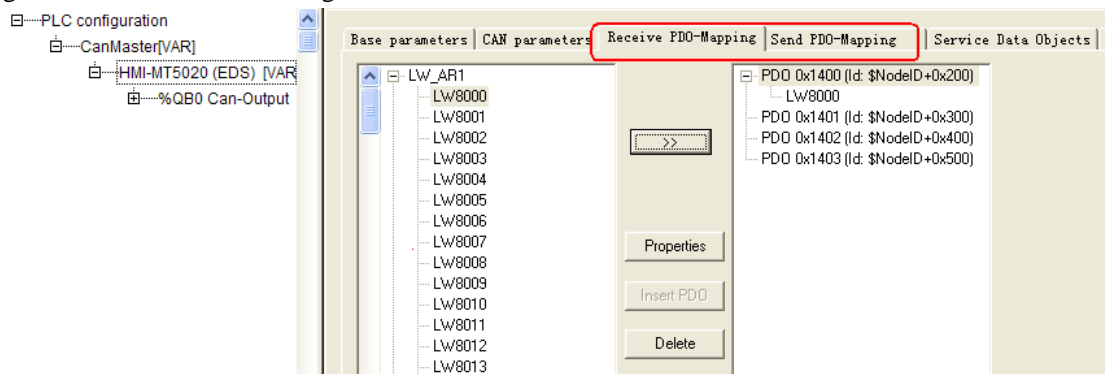 PLC configuration
CanMaster[VAR]
HMI-MT5020 (EDS) [VAR
%QB0 Can-Output
Base parameters
CAN parameters
Receive PDO-Mapping
Send PDO-Mapping
Service Data Objects
LW_AR1
LW8000
LW8001
LW8002
LW8003
LW8004
LW8005
LW8006
LW8007
LW8008
LW8009
LW8010
LW8011
LW8012
LW8013
>>
Properties
Insert PDO
Delete
PDO 0x1400 (Id: $NodeID+0x200)
LW8000
PDO 0x1401 (Id: $NodeID+0x300)
PDO 0x1402 (Id: $NodeID+0x400)
PDO 0x1403 (Id: $NodeID+0x500)